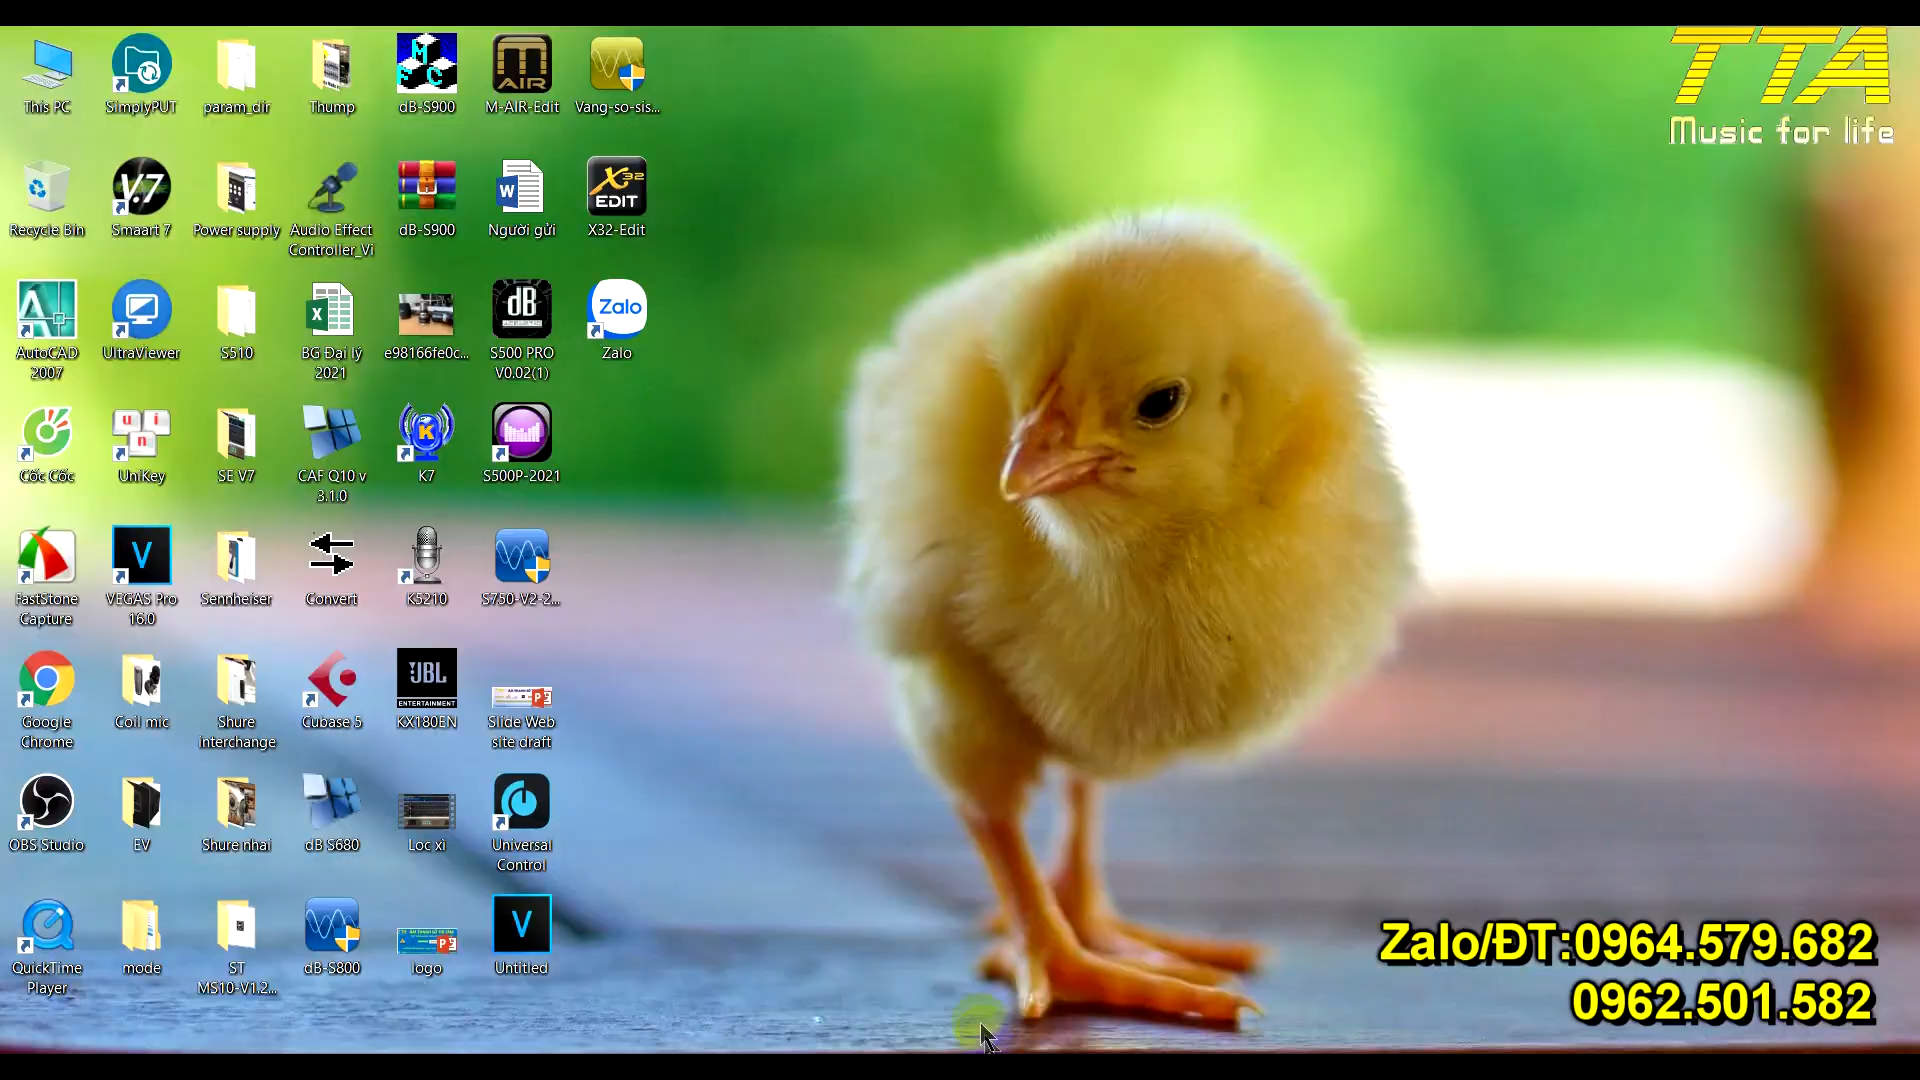 TTA
Music for life
This PC
SimplyPUT
param_dir
Thump
M
F C
dB-S900
M AIR
M-AIR-Edit
Vang-so-sis...
Recycle Bin
V.7
Smaart 7
Power supply
Audio Effect
Controller_Vi
dB-S900
W
Người gửi
X32
EDIT
X32-Edit
AutoCAD
2007
UltraViewer
S510
X
BG Đại lý
2021
e98166fe0c...
dB
S500 PRO
V0.02(1)
Zalo
Zalo
Cốc Cốc
u i
n
UniKey
SE V7
CAF Q10 v
3.1.0
K
K7
S500P-2021
FastStone
Capture
V
VEGAS Pro
16.0
Sennheiser
Convert
K5210
S750-V2-2...
Google
Chrome
Coil mic
Shure
interchange
Cubase 5
JBL
ENTERTAINMENT
KX180EN
P
Slide Web
site draft
OBS Studio
EV
Shure nhai
dB S680
Loc xi
Universal
Control
QuickTime
Player
mode
ST
MS10-V1.2...
dB-S800
P
logo
V
Untitled
Zalo/ĐT:0964.579.682
0962.501.582